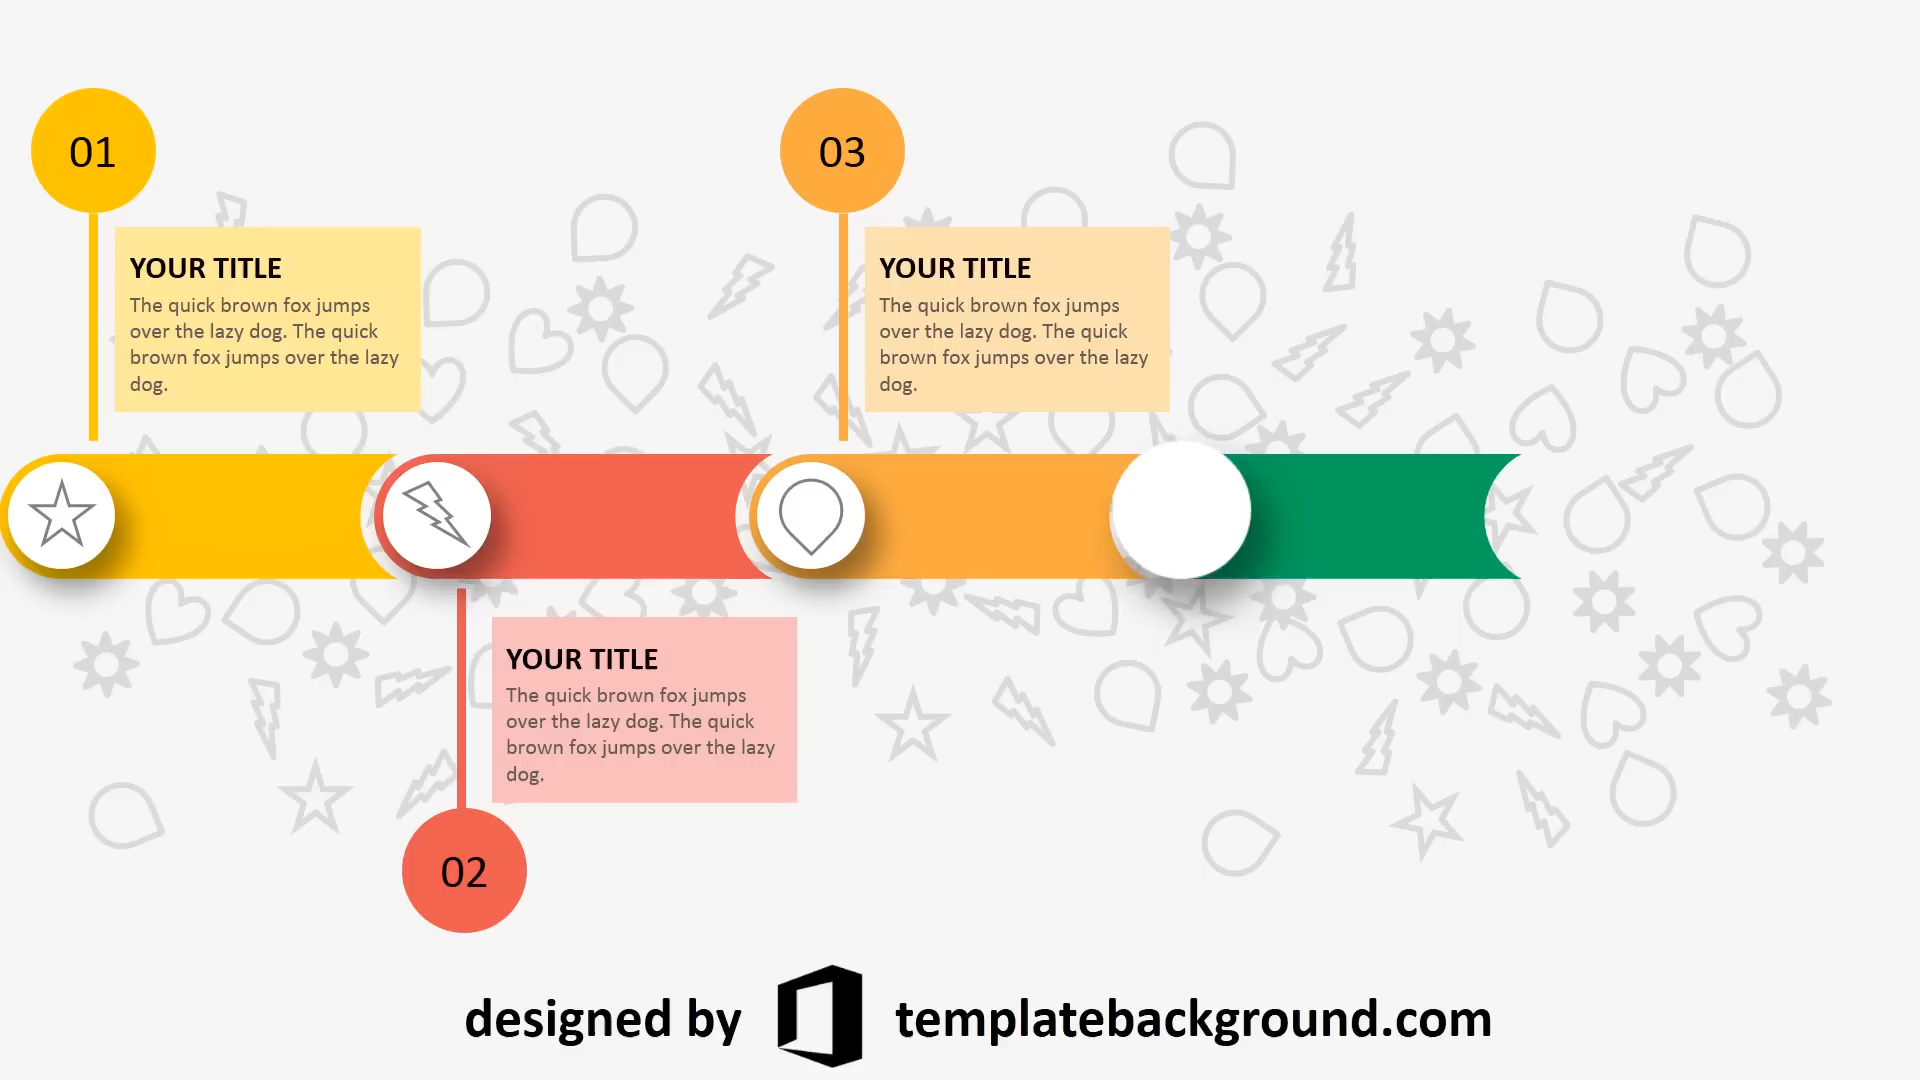 01
YOUR TITLE
The quick brown fox jumps
over the lazy dog. The quick
brown fox jumps over the lazy
dog.
03
YOUR TITLE
The quick brown fox jumps
over the lazy dog. The quick
brown fox jumps over the lazy
dog.
YOUR TITLE
The quick brown fox jumps
over the lazy dog. The quick
brown fox jumps over the lazy
dog.
02
designed by templatebackground.com